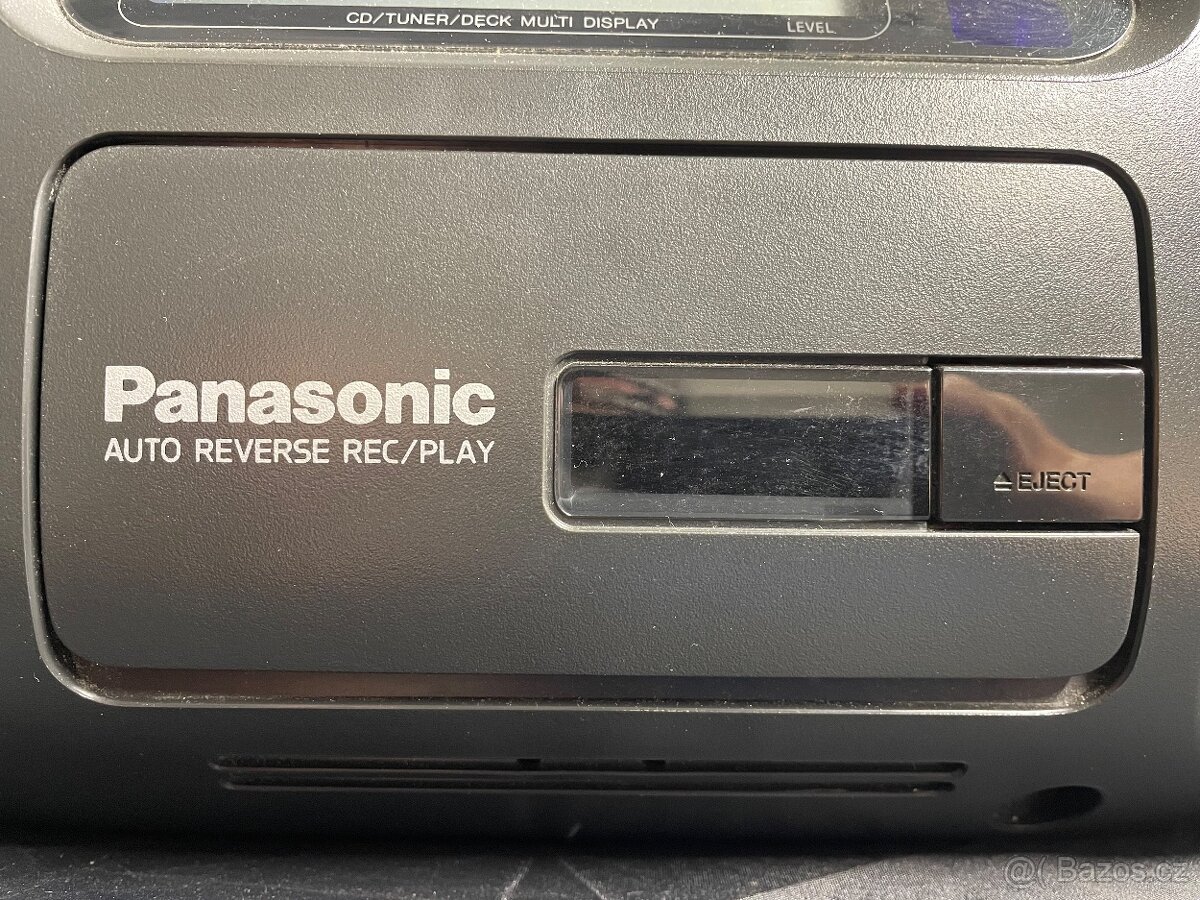 CD/TUNER/DECK MULTI DISPLAY
LEVEL
Panasonic
AUTO REVERSE REC/PLAY
⏏EJECT
@( Bazos.cz